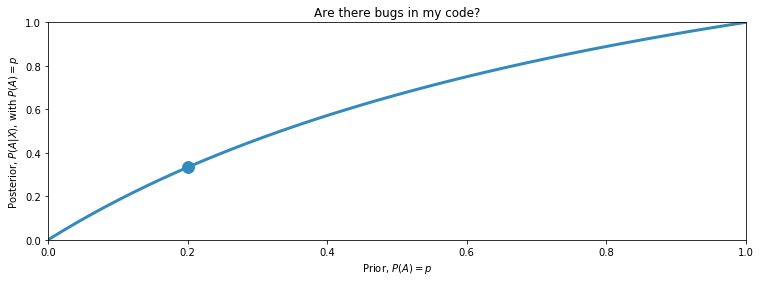 Are there bugs in my code?
Posterior, P(A|X), with P(A) = p
1.0
0.8
0.6
0.4
0.2
0.0
0.0 0.2 0.4 0.6 0.8 1.0
Prior, P(A) = p